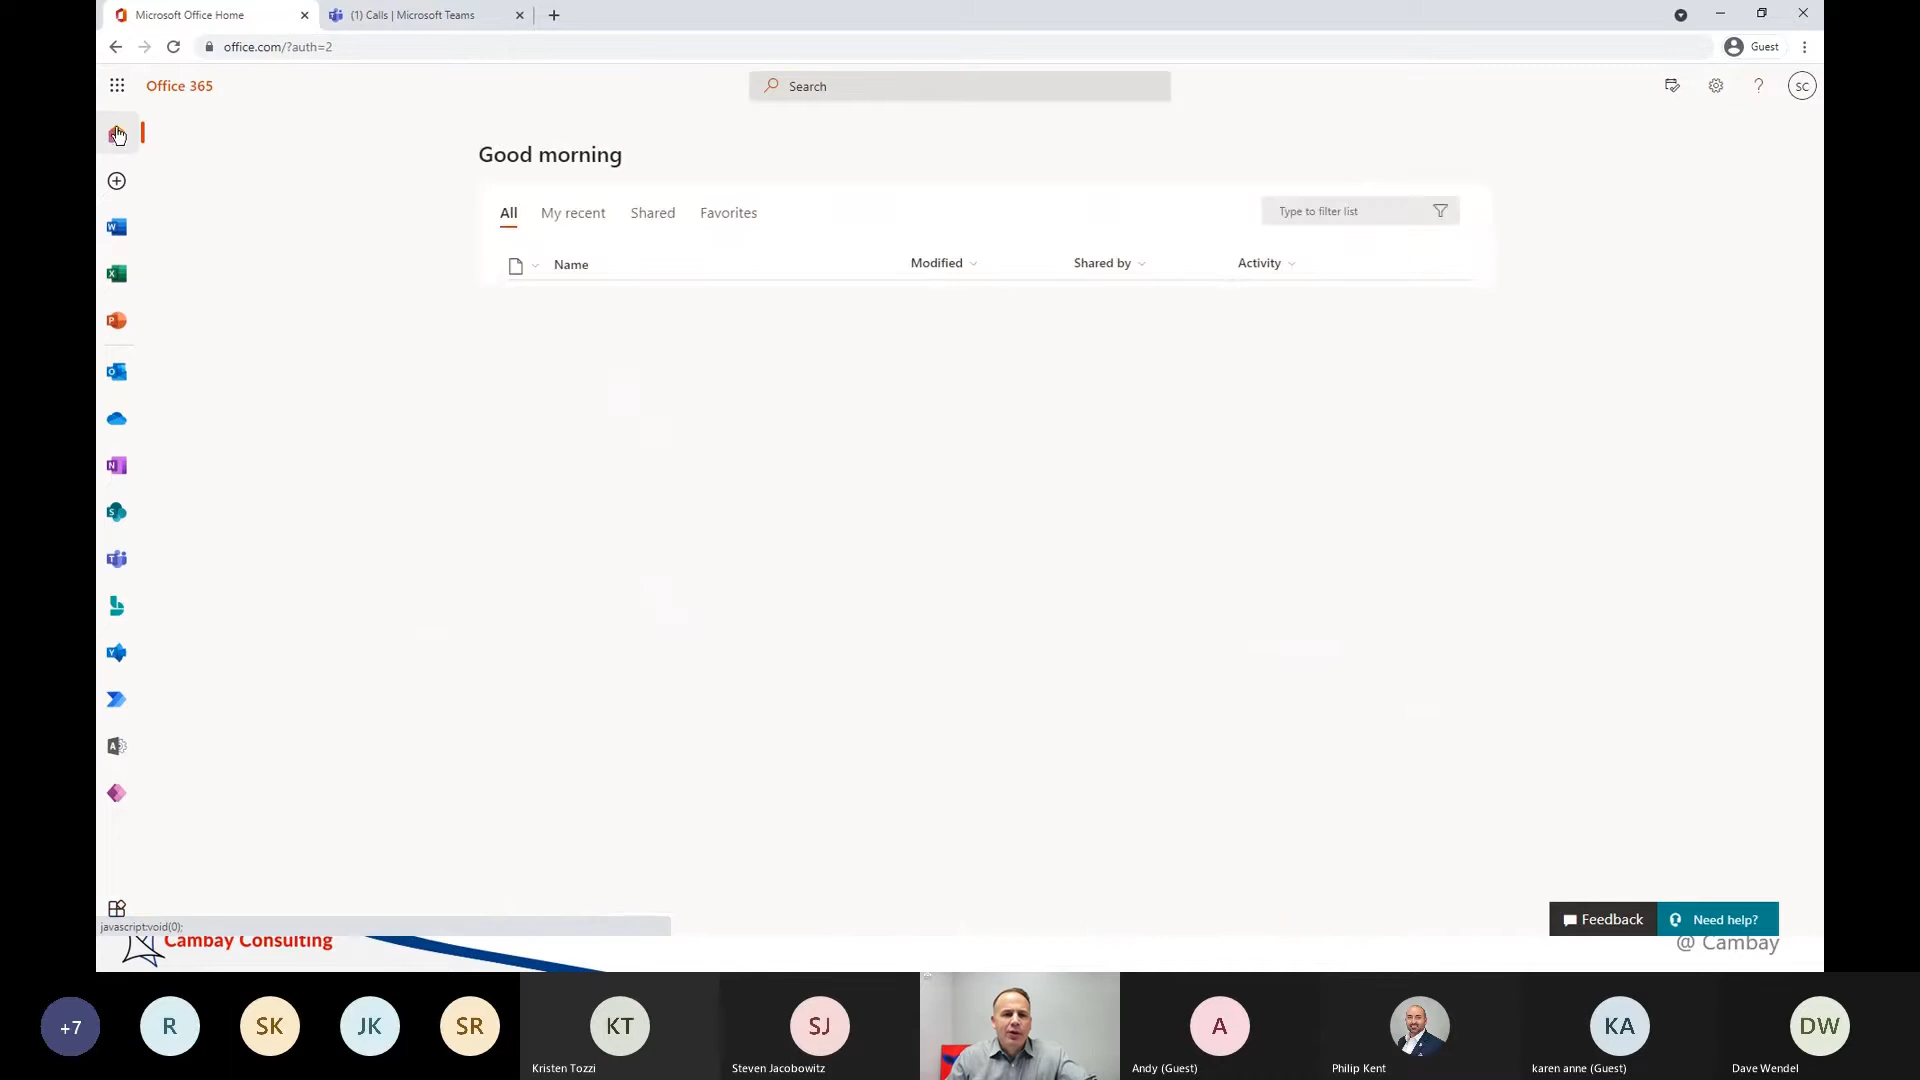 Microsoft Office Home
(1) Calls | Microsoft Teams
office.com/?auth=2
Guest
Office 365
Search
SC
Good morning
All
My recent
Shared
Favorites
Type to filter list
Name
Modified
Shared by
Activity
Feedback
Need help?
javascript:void(0);
Cambay Consulting
@ Cambay
+7
R
SK
JK
SR
KT
SJ
A
KA
DW
Kristen Tozzi
Steven Jacobowitz
Andy (Guest)
Philip Kent
karen anne (Guest)
Dave Wendel